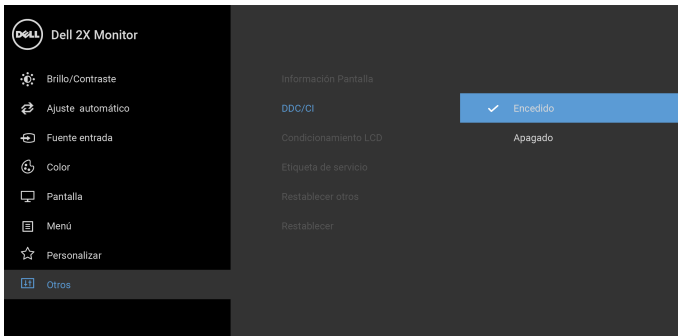 DELL
Dell 2X Monitor
Brillo/Contraste
Ajuste automático
Fuente entrada
Color
Pantalla
Menú
Personalizar
Otros
Información Pantalla
DDC/CI
Condicionamiento LCD
Etiqueta de servicio
Restablecer otros
Restablecer
Encedido
Apagado